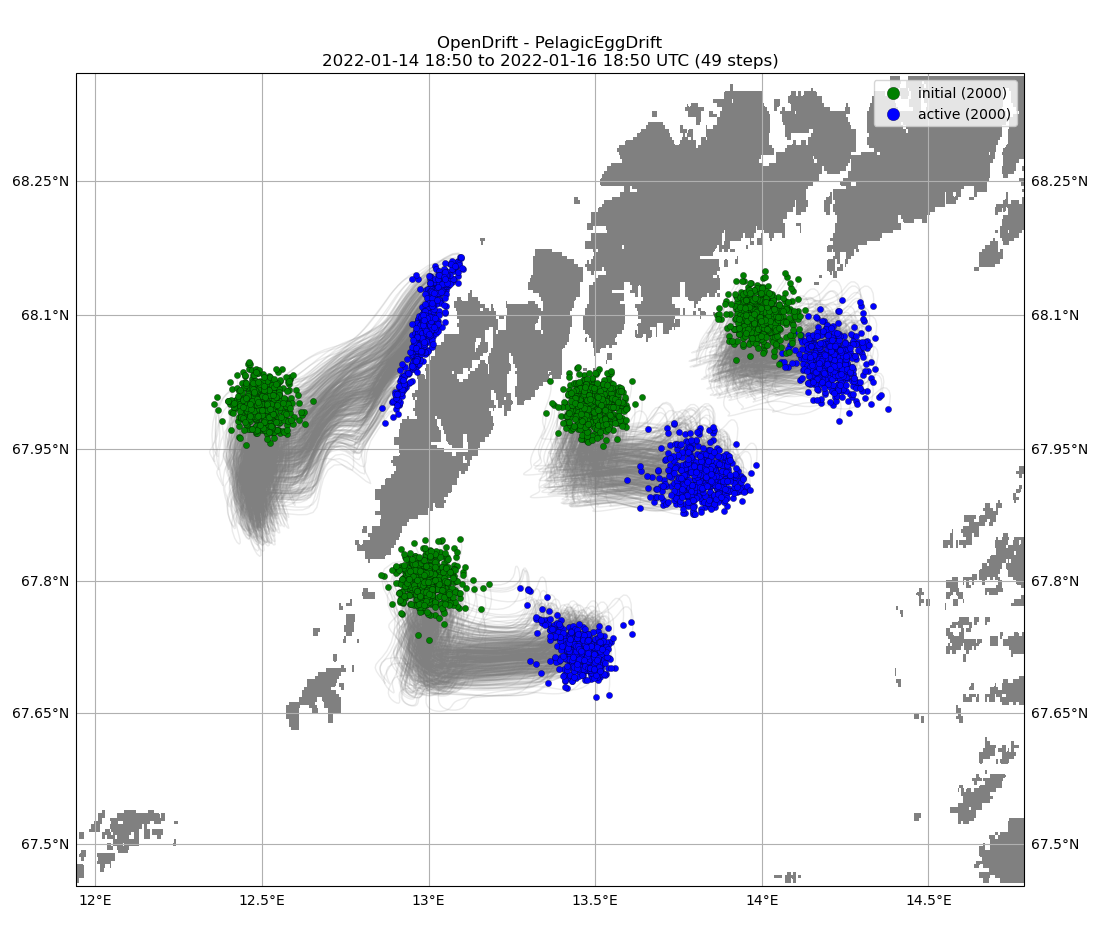 OpenDrift - PelagicEggDrift
2022-01-14 18:50 to 2022-01-16 18:50 UTC (49 steps)
initial (2000)
active (2000)
68.25°N
68.25°N
68.1°N
68.1°N
67.95°N
67.95°N
67.8°N
67.8°N
67.65°N
67.65°N
67.5°N
67.5°N
12°E
12.5°E
13°E
13.5°E
14°E
14.5°E